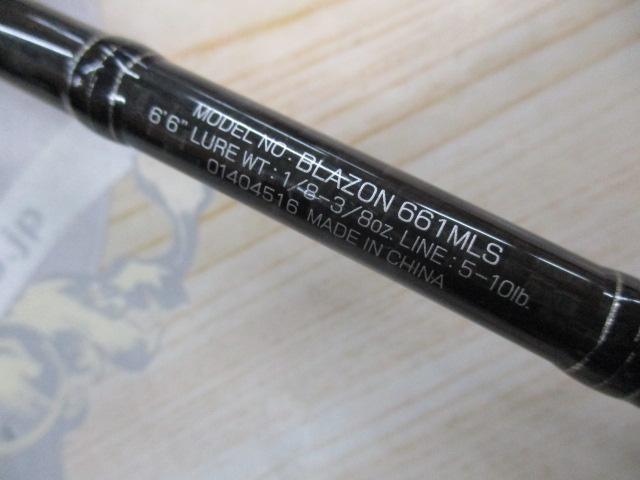 MODEL NO : BLAZON 661MLS
6'6" LURE WT : 1/8-3/8oz. LINE : 5-10lb.
01404516 MADE IN CHINA
.jp